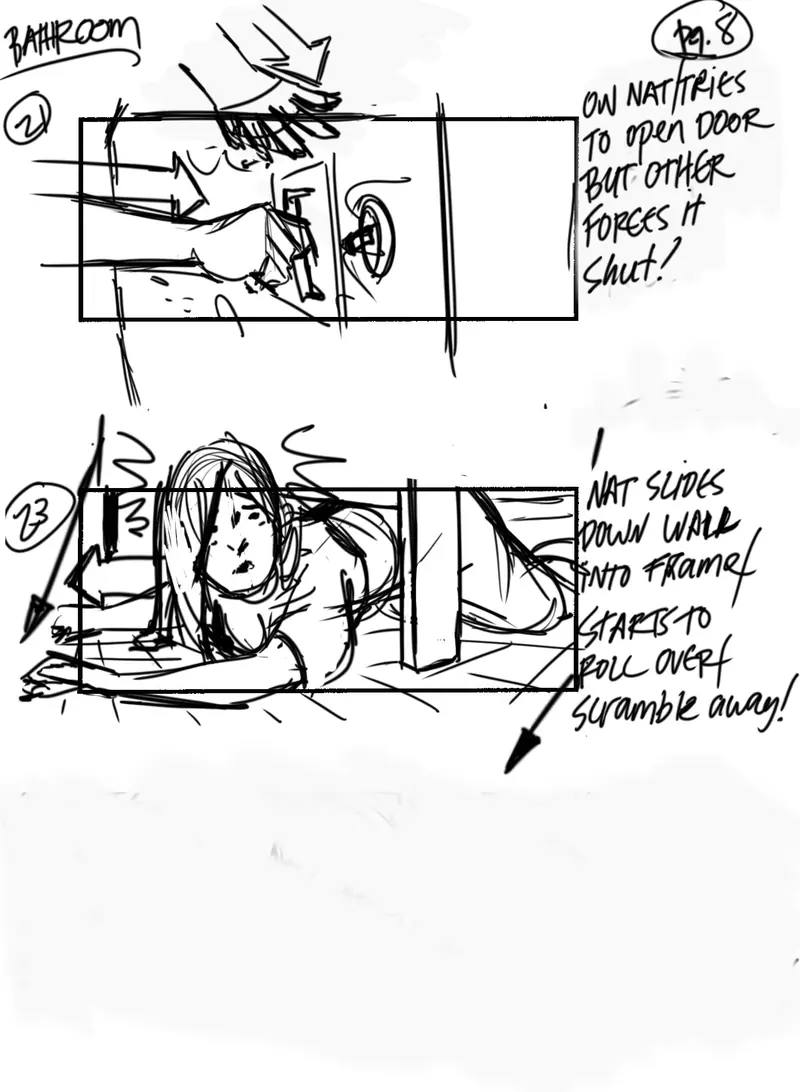 BATHROOM
pg. 8
21
ON NAT/TRIES
TO open DOOR
BUT OTHER
FORCES IT
Shut!
23
NAT SLIDES
DOWN WALL
INTO FRAME/
STARTS TO
ROLL OVER/
Scramble away!